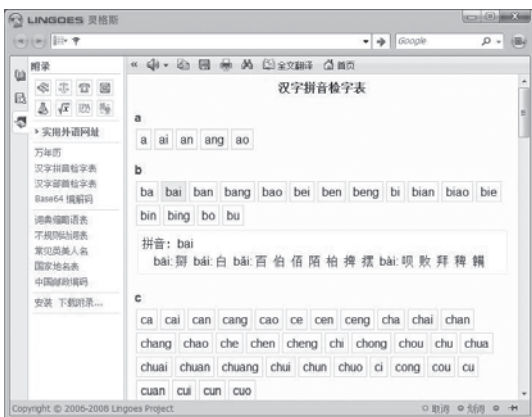 LINGOES 灵格斯
Google
附录
全文翻译 首页
汉字拼音检字表
实用外语网址
万年历
汉字拼音检字表
汉字部首检字表
Base64 编解码
词典缩略语表
不规则动词表
常见英美人名
国家地名表
中国邮政编码
安装 下载附录...
a
a ai an ang ao
b
ba bai ban bang bao bei ben beng bi bian biao bie
bin bing bo bu
拼音: bai
bāi: 掰 bái: 白 bǎi: 百 伯 佰 陌 柏 捭 摆 bài: 呗 败 拜 稗
c
ca cai can cang cao ce cen ceng cha chai chan
chang chao che chen cheng chi chong chou chu chua
chuai chuan chuang chui chun chuo ci cong cou cu
cuan cui cun cuo
Copyright © 2006-2008 Lingoes Project
取词 划词